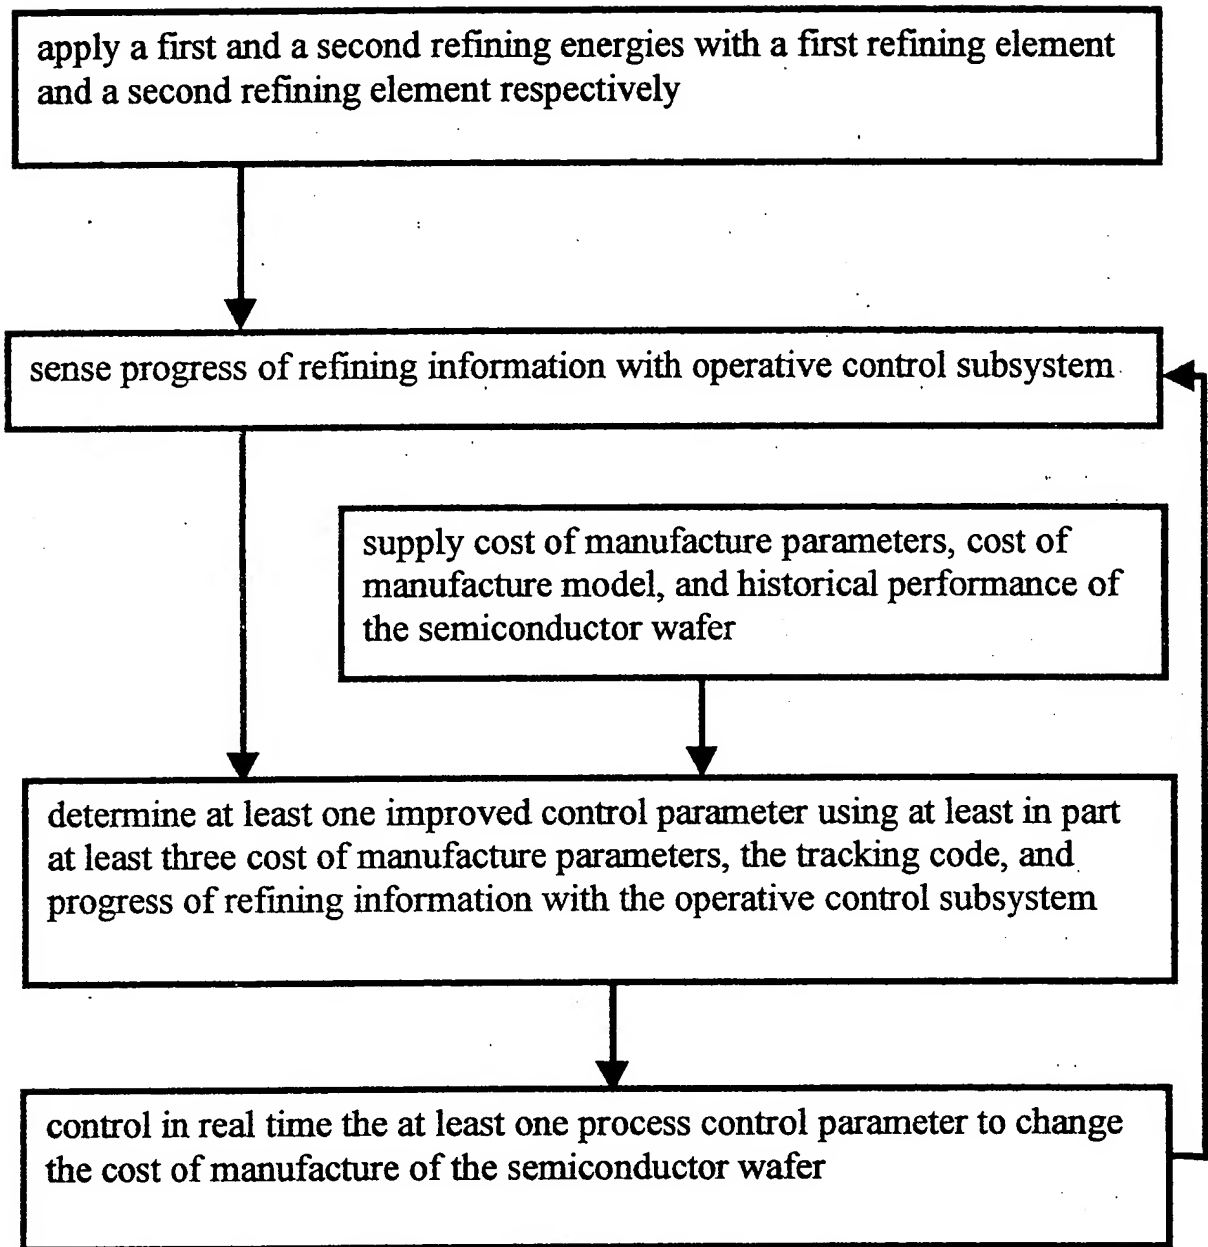 apply a first and a second refining energies with a first refining element
and a second refining element respectively
sense progress of refining information with operative control subsystem
supply cost of manufacture parameters, cost of
manufacture model, and historical performance of
the semiconductor wafer
determine at least one improved control parameter using at least in part
at least three cost of manufacture parameters, the tracking code, and
progress of refining information with the operative control subsystem
control in real time the at least one process control parameter to change
the cost of manufacture of the semiconductor wafer